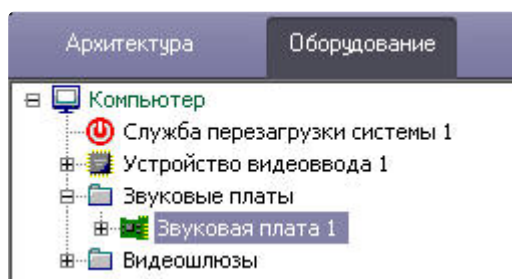 Архитектура Оборудование
Компьютер
Служба перезагрузки системы 1
Устройство видеоввода 1
Звуковые платы
Звуковая плата 1
Видеошлюзы